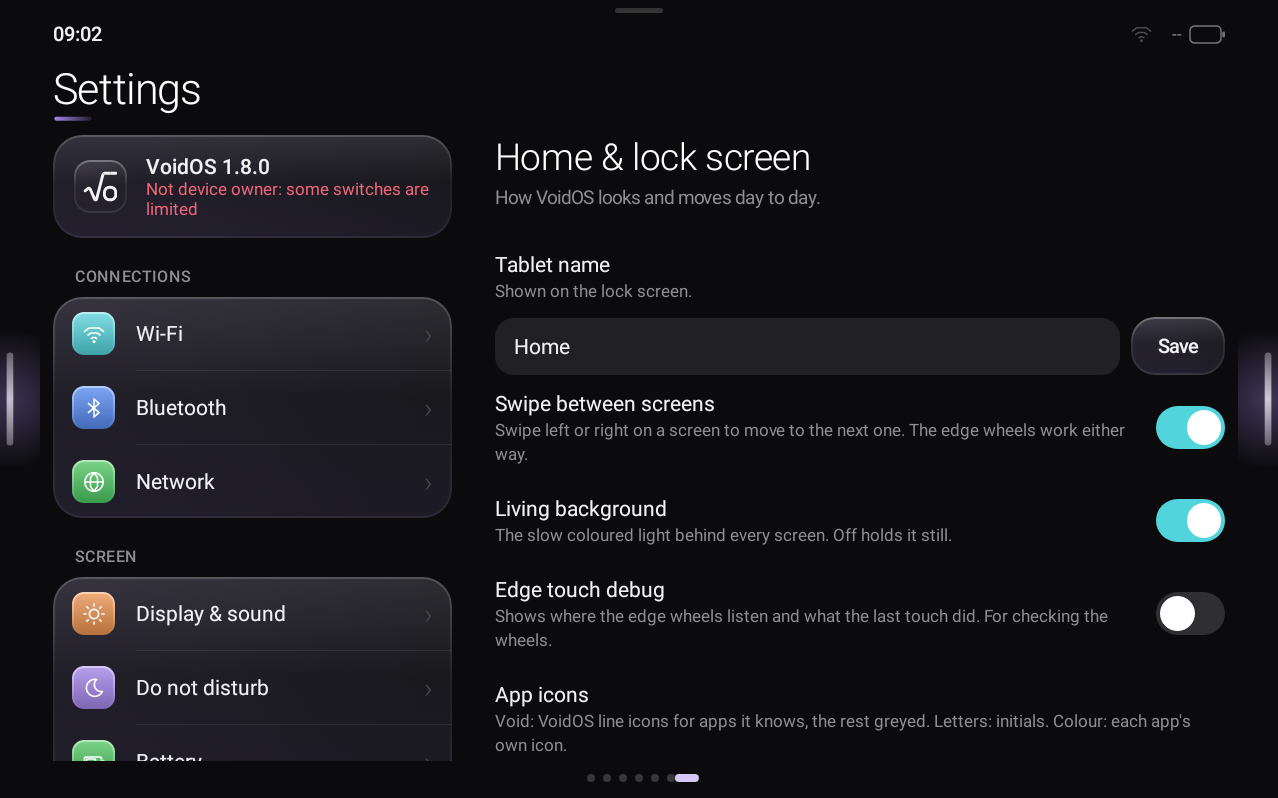 09:02
--
Settings
VoidOS 1.8.0
Not device owner: some switches are
limited
CONNECTIONS
Wi-Fi
Bluetooth
Network
SCREEN
Display & sound
Do not disturb
Battery
Home & lock screen
How VoidOS looks and moves day to day.
Tablet name
Shown on the lock screen.
Home
Save
Swipe between screens
Swipe left or right on a screen to move to the next one. The edge wheels work either
way.
Living background
The slow coloured light behind every screen. Off holds it still.
Edge touch debug
Shows where the edge wheels listen and what the last touch did. For checking the
wheels.
App icons
Void: VoidOS line icons for apps it knows, the rest greyed. Letters: initials. Colour: each app's
own icon.